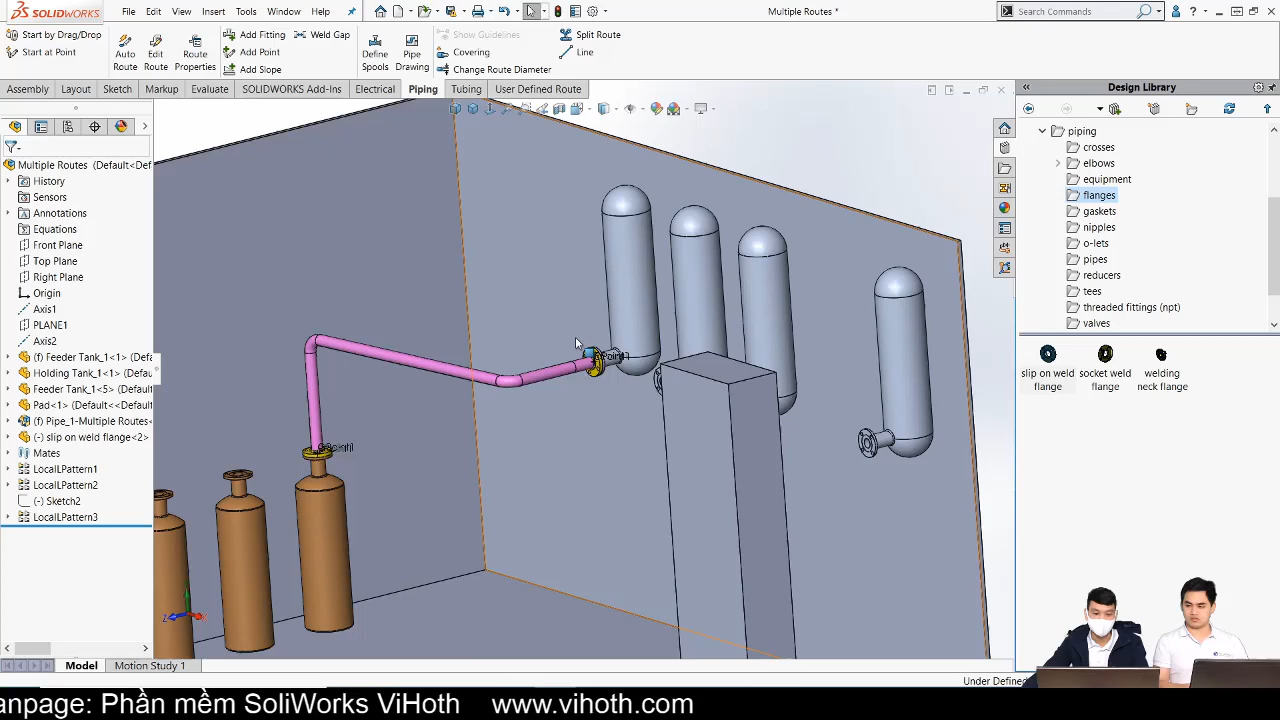 SOLIDWORKS File Edit View Insert Tools Window Help Multiple Routes * Search Commands
Start by Drag/Drop
Start at Point
Auto Route
Edit Route
Route Properties
Add Fitting
Add Point
Add Slope
Weld Gap
Define Spools
Pipe Drawing
Show Guidelines
Covering
Change Route Diameter
Split Route
Line
Assembly Layout Sketch Markup Evaluate SOLIDWORKS Add-Ins Electrical Piping Tubing User Defined Route
Multiple Routes (Default<Def
History
Sensors
Annotations
Equations
Front Plane
Top Plane
Right Plane
Origin
Axis1
PLANE1
Axis2
(f) Feeder Tank_1<1> (Defa
(f) Holding Tank_1<1> (Defa
Feeder Tank_1<5> (Default
Pad<1> (Default<<Default
(f) Pipe_1-Multiple Routes<
(-) slip on weld flange<2>
Mates
LocalLPattern1
LocalLPattern2
(-) Sketch2
LocalLPattern3
Design Library
piping
crosses
elbows
equipment
flanges
gaskets
nipples
o-lets
pipes
reducers
tees
threaded fittings (npt)
valves
slip on weld flange
socket weld flange
welding neck flange
Model Motion Study 1
Under Defined
anpage: Phần mềm SoliWorks ViHoth www.vihoth.com